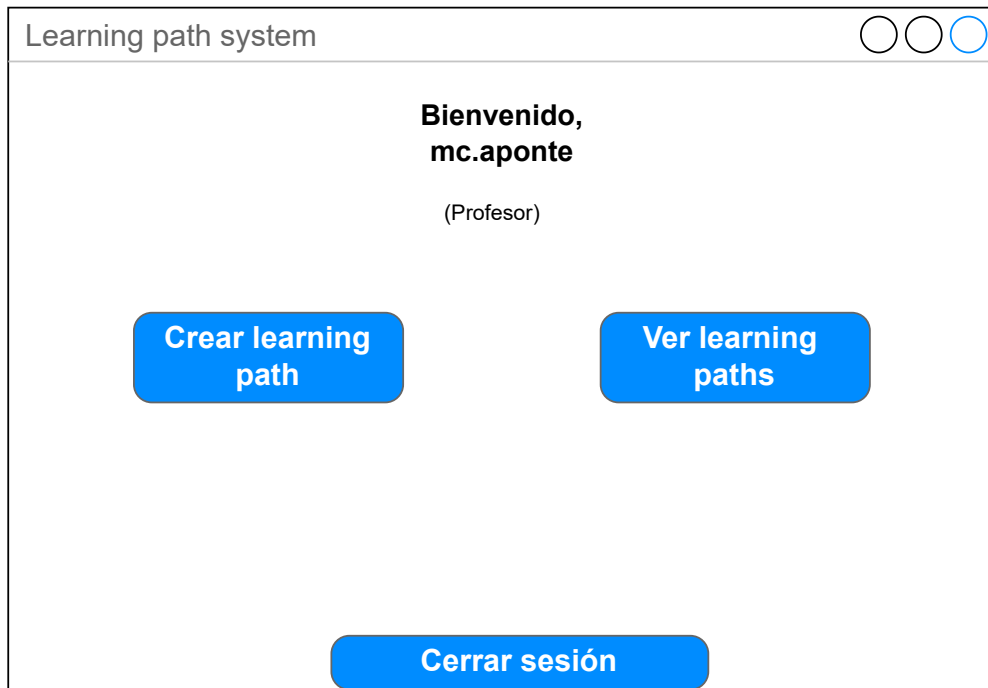 Learning path system
Bienvenido,
mc.aponte
(Profesor)
Crear learning
path
Ver learning
paths
Cerrar sesión